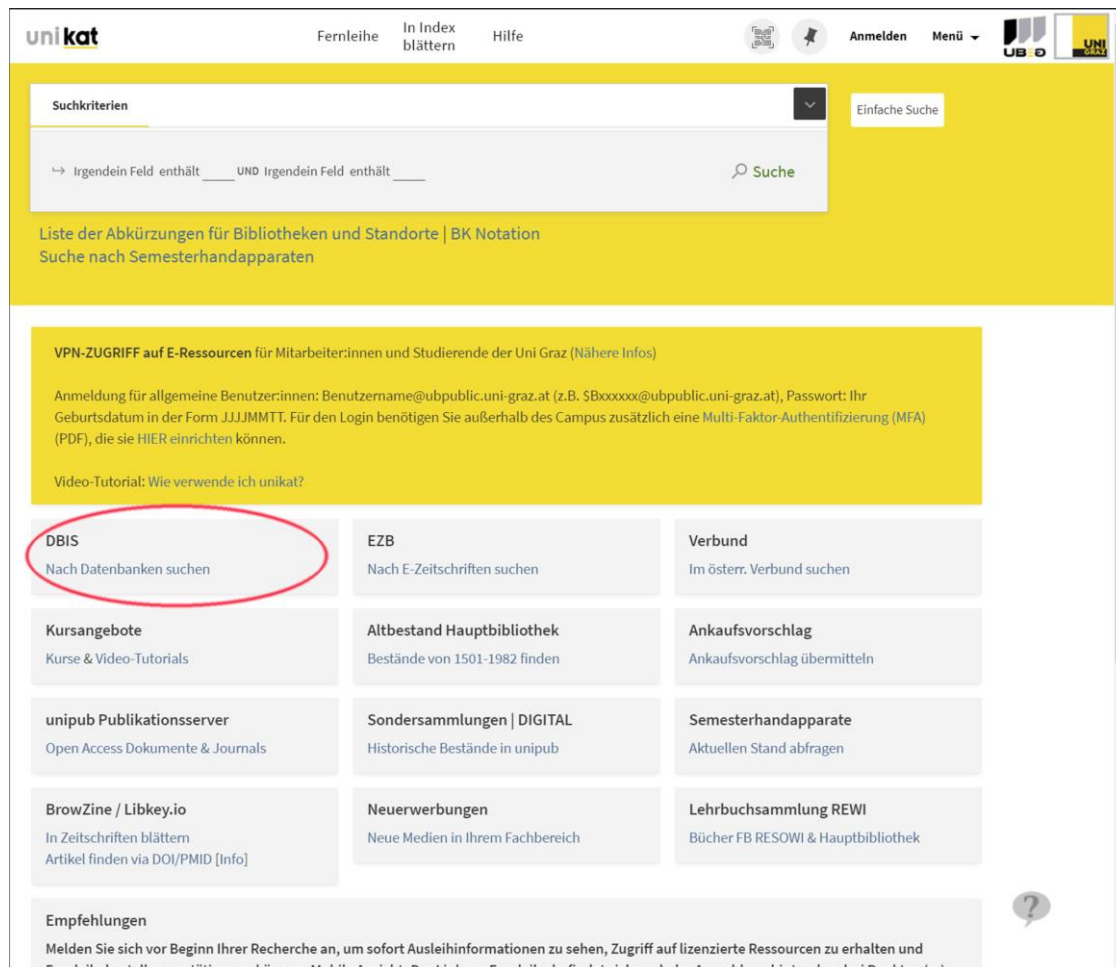 unikat
Fernleihe
In Index
blättern
Hilfe
Anmelden
Menü
UB
UNI
GRAZ
Suchkriterien
Einfache Suche
Irgendein Feld enthält ____ UND Irgendein Feld enthält ____
Suche
Liste der Abkürzungen für Bibliotheken und Standorte | BK Notation
Suche nach Semesterhandapparaten
VPN-ZUGRIFF auf E-Ressourcen für Mitarbeiter:innen und Studierende der Uni Graz (Nähere Infos)
Anmeldung für allgemeine Benutzer:innen: Benutzername@ubpublic.uni-graz.at (z.B. $Bxxxxxx@ubpublic.uni-graz.at), Passwort: Ihr
Geburtsdatum in der Form JJJJMMTT. Für den Login benötigen Sie außerhalb des Campus zusätzlich eine Multi-Faktor-Authentifizierung (MFA)
(PDF), die sie HIER einrichten können.
Video-Tutorial: Wie verwende ich unikat?
DBIS
Nach Datenbanken suchen
EZB
Nach E-Zeitschriften suchen
Verbund
Im österr. Verbund suchen
Kursangebote
Kurse & Video-Tutorials
Altbestand Hauptbibliothek
Bestände von 1501-1982 finden
Ankaufsvorschlag
Ankaufsvorschlag übermitteln
unipub Publikationsserver
Open Access Dokumente & Journals
Sondersammlungen | DIGITAL
Historische Bestände in unipub
Semesterhandapparate
Aktuellen Stand abfragen
BrowZine / Libkey.io
In Zeitschriften blättern
Artikel finden via DOI/PMID [Info]
Neuerwerbungen
Neue Medien in Ihrem Fachbereich
Lehrbuchsammlung REWI
Bücher FB RESOWI & Hauptbibliothek
?
Empfehlungen
Melden Sie sich vor Beginn Ihrer Recherche an, um sofort Ausleihinformationen zu sehen, Zugriff auf lizenzierte Ressourcen zu erhalten und